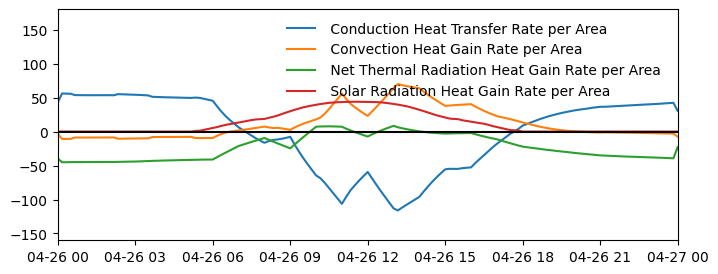 150
100
50
0
−50
−100
−150
Conduction Heat Transfer Rate per Area
Convection Heat Gain Rate per Area
Net Thermal Radiation Heat Gain Rate per Area
Solar Radiation Heat Gain Rate per Area
04-26 00 04-26 03 04-26 06 04-26 09 04-26 12 04-26 15 04-26 18 04-26 21 04-27 00